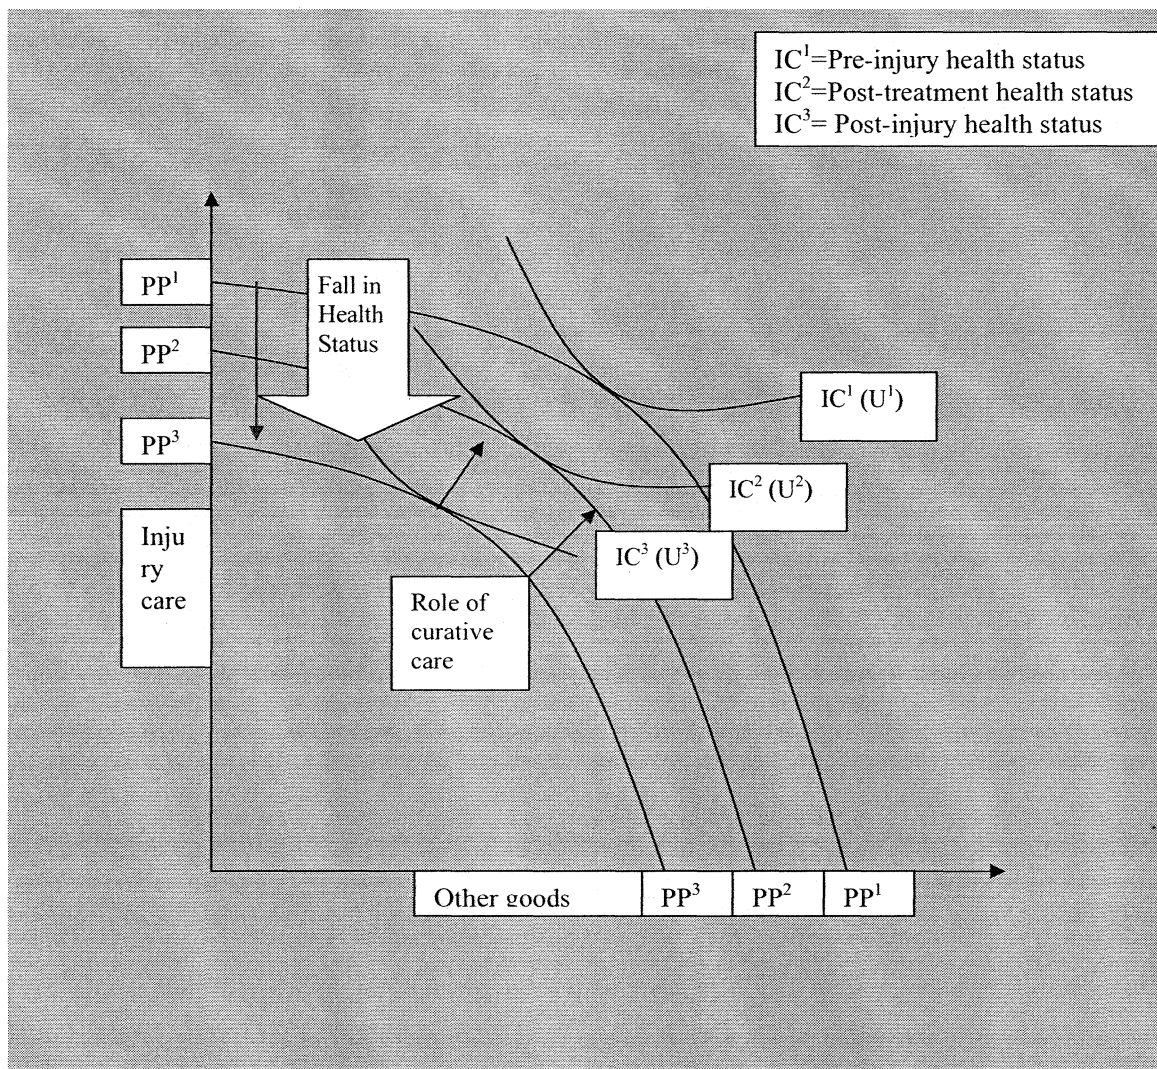 IC¹=Pre-injury health status
IC²=Post-treatment health status
IC³= Post-injury health status
PP¹
PP²
PP³
Fall in
Health
Status
IC¹ (U¹)
IC² (U²)
IC³ (U³)
Inju
ry
care
Role of
curative
care
Other goods
PP³
PP²
PP¹